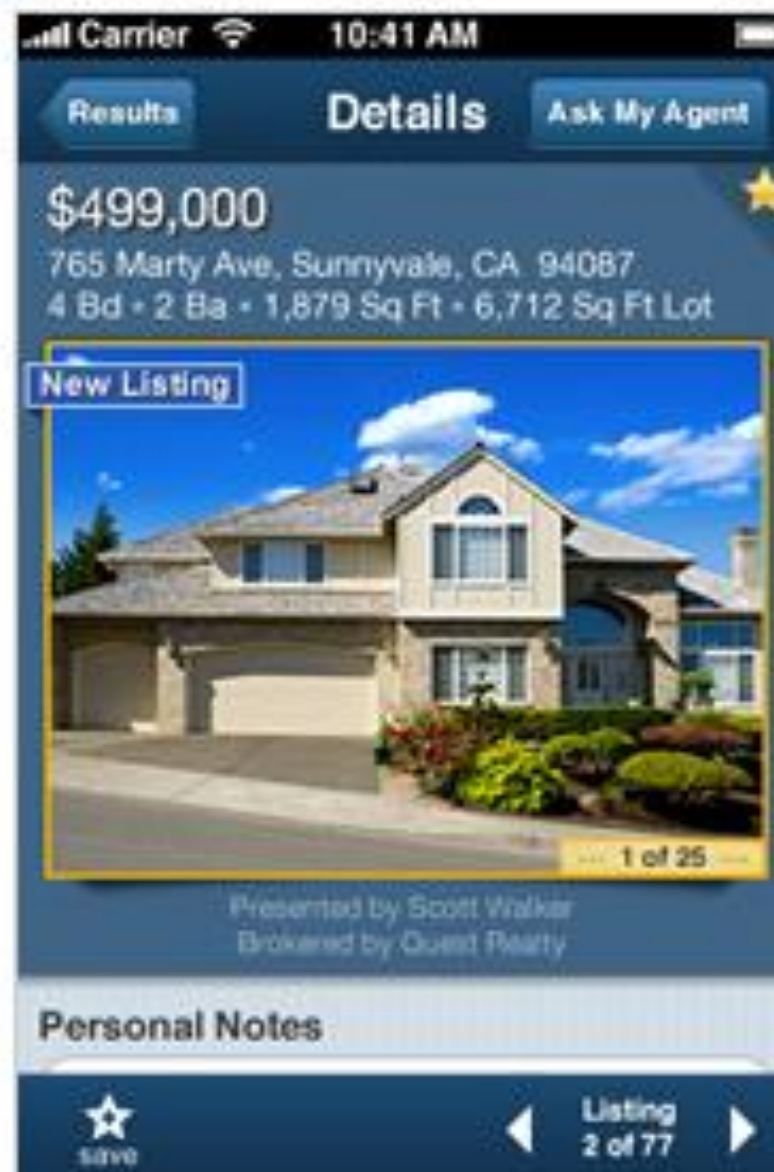 Carrier 10:41 AM
Results Details Ask My Agent
$499,000
765 Marty Ave, Sunnyvale, CA 94087
4 Bd • 2 Ba • 1,879 Sq Ft • 6,712 Sq Ft Lot
New Listing
1 of 25
Presented by Scott Walker
Brokered by Quest Realty
Personal Notes
save
Listing
2 of 77